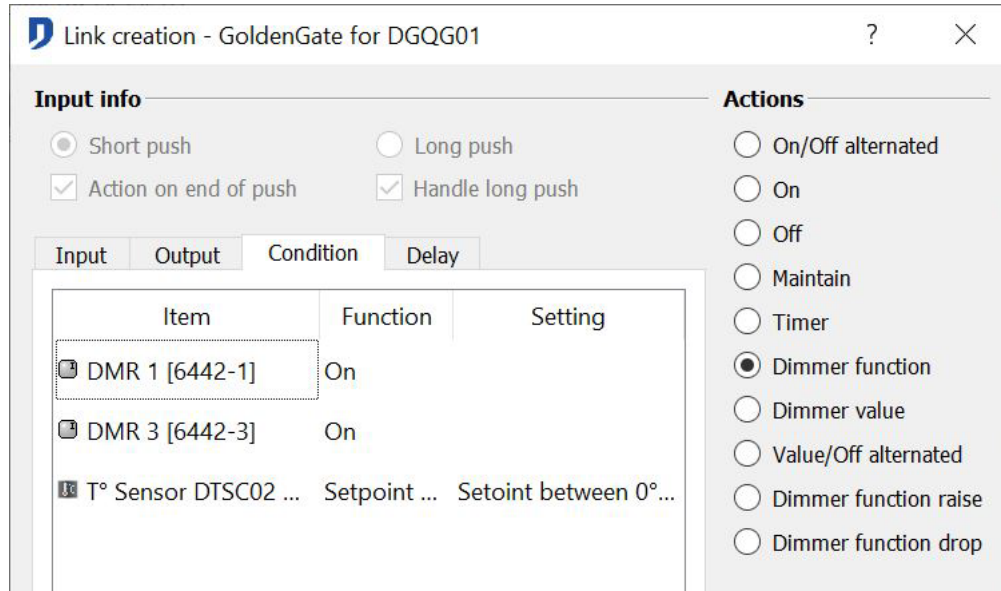 Link creation - GoldenGate for DGQG01 ? ×
Input info
Short push
Long push
Action on end of push
Handle long push
Input
Output
Condition
Delay
Item
Function
Setting
DMR 1 [6442-1]
On
DMR 3 [6442-3]
On
T° Sensor DTSC02 ...
Setpoint ...
Setoint between 0°...
Actions
On/Off alternated
On
Off
Maintain
Timer
Dimmer function
Dimmer value
Value/Off alternated
Dimmer function raise
Dimmer function drop